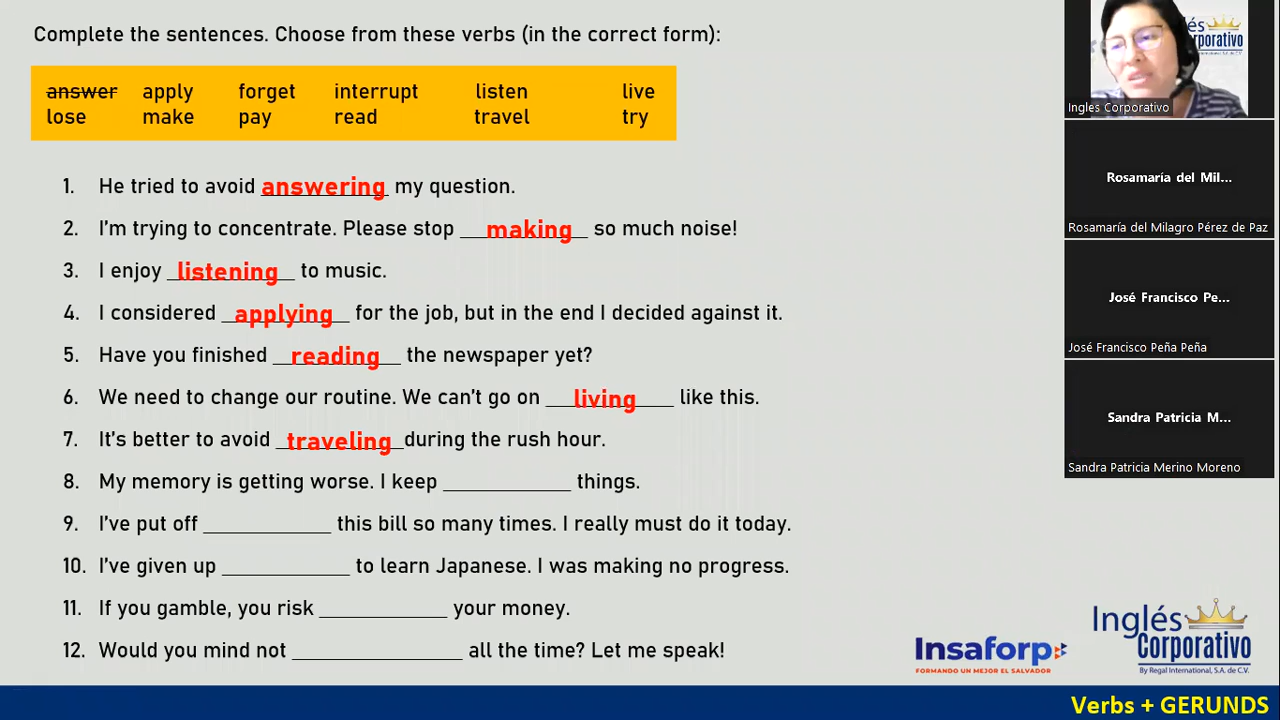 Complete the sentences. Choose from these verbs (in the correct form):
answer apply forget interrupt listen live
lose make pay read travel try
1. He tried to avoid answering my question.
2. I'm trying to concentrate. Please stop making so much noise!
3. I enjoy listening to music.
4. I considered applying for the job, but in the end I decided against it.
5. Have you finished reading the newspaper yet?
6. We need to change our routine. We can't go on living like this.
7. It's better to avoid traveling during the rush hour.
8. My memory is getting worse. I keep ____________ things.
9. I've put off ____________ this bill so many times. I really must do it today.
10. I've given up ____________ to learn Japanese. I was making no progress.
11. If you gamble, you risk ____________ your money.
12. Would you mind not ________________ all the time? Let me speak!
Insaforp
FORMANDO UN MEJOR EL SALVADOR
Inglés
Corporativo
By Regal International, S.A. de C.V.
Verbs + GERUNDS
Ingles Corporativo
Rosamaría del Mil...
Rosamaría del Milagro Pérez de Paz
José Francisco Pe...
José Francisco Peña Peña
Sandra Patricia M...
Sandra Patricia Merino Moreno